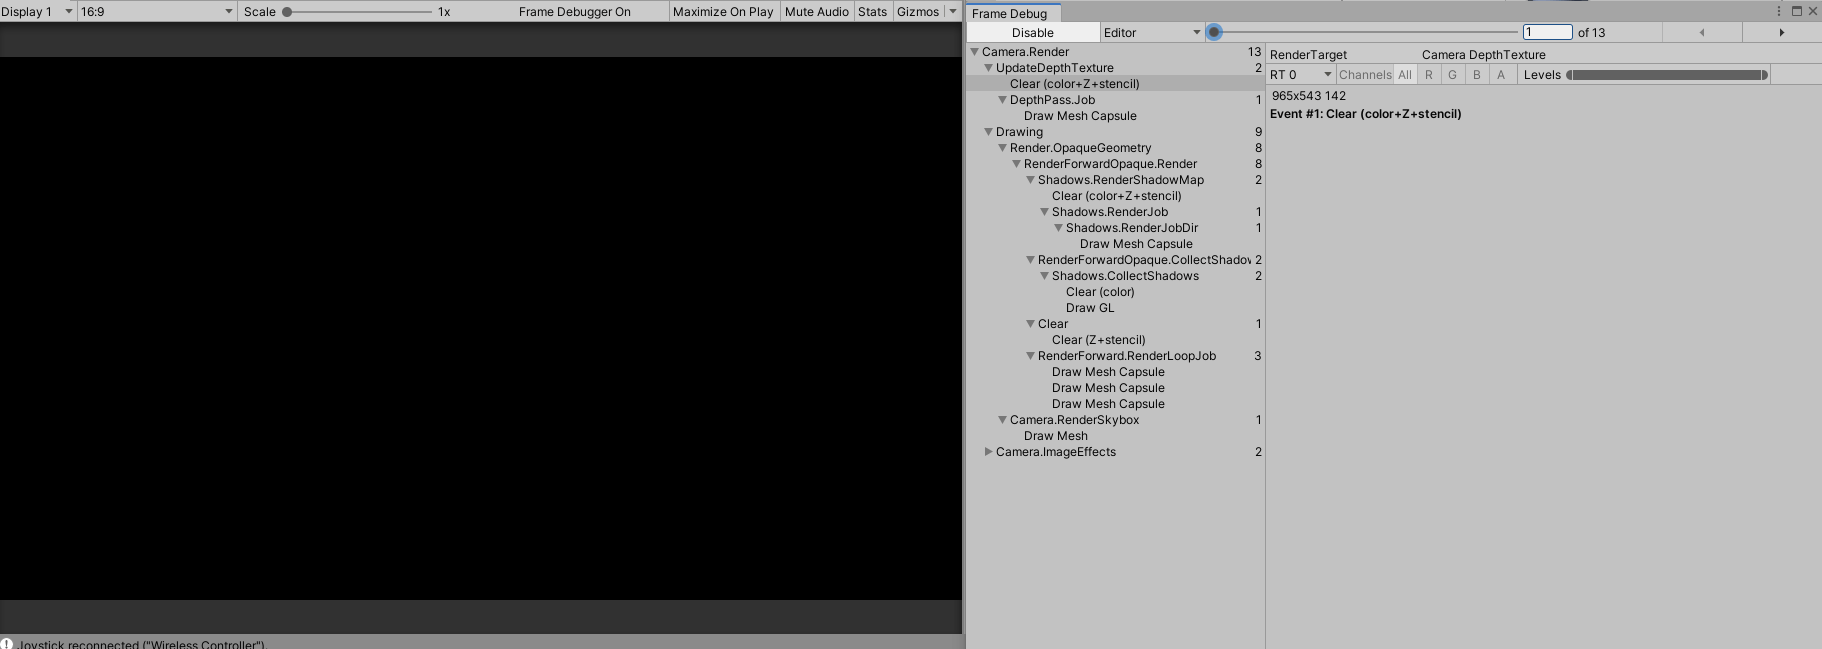 Display 1 16:9 Scale 1x Frame Debugger On Maximize On Play Mute Audio Stats Gizmos
Frame Debug
Disable Editor 1 of 13
Camera.Render 13
UpdateDepthTexture 2
Clear (color+Z+stencil)
DepthPass.Job 1
Draw Mesh Capsule
Drawing 9
Render.OpaqueGeometry 8
RenderForwardOpaque.Render 8
Shadows.RenderShadowMap 2
Clear (color+Z+stencil)
Shadows.RenderJob 1
Shadows.RenderJobDir 1
Draw Mesh Capsule
RenderForwardOpaque.CollectShadov 2
Shadows.CollectShadows 2
Clear (color)
Draw GL
Clear 1
Clear (Z+stencil)
RenderForward.RenderLoopJob 3
Draw Mesh Capsule
Draw Mesh Capsule
Draw Mesh Capsule
Camera.RenderSkybox 1
Draw Mesh
Camera.ImageEffects 2
RenderTarget Camera DepthTexture
RT 0 Channels All R G B A Levels
965x543 142
Event #1: Clear (color+Z+stencil)
Joystick reconnected ("Wireless Controller").